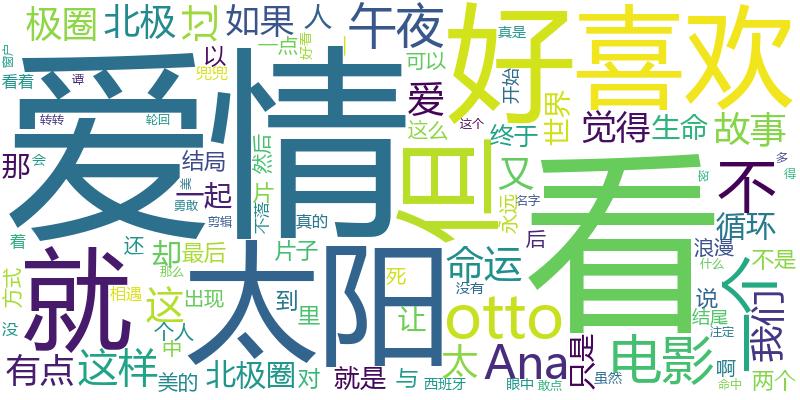 极圈 北极 过 如果 人 午夜 好 喜欢
看着 兜兜 以 一点 好看 可以 爱 真是 开始
爱情 但 这个 这么 终于 世界 觉得 生命 故事
转转 轮回
那 会 结局 然后 一起 又 不
美 勇敢 剪辑 不落 真的 永远 名字 看 循环 多 得
着 还 却 最后 片子 后 浪漫 不是
就 太阳 命运 一个 我们
方式 那么 死 没有 说 什么
没 相遇 这 出现 到 里 让 otto 结尾
个人 中 电影 注定 啊
有点 这样 美的 北极圈 对 就是 与 西班牙 太 Ana 眼中 敢点 只是 虽然 命中 两个